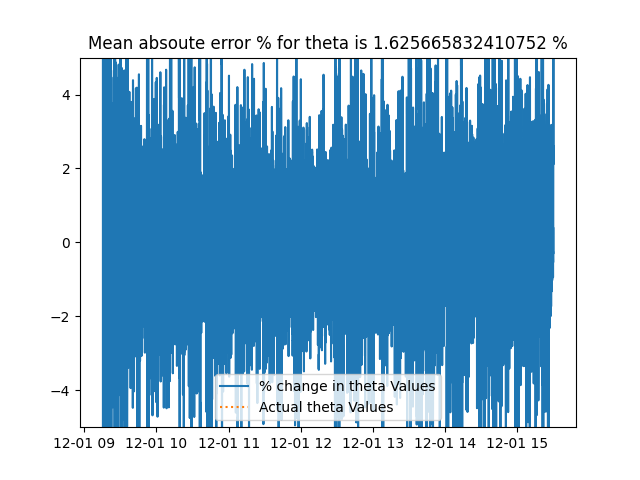 Mean absoute error % for theta is 1.625665832410752 %
4
2
0
−2
−4
% change in theta Values
Actual theta Values
12-01 09 12-01 10 12-01 11 12-01 12 12-01 13 12-01 14 12-01 15